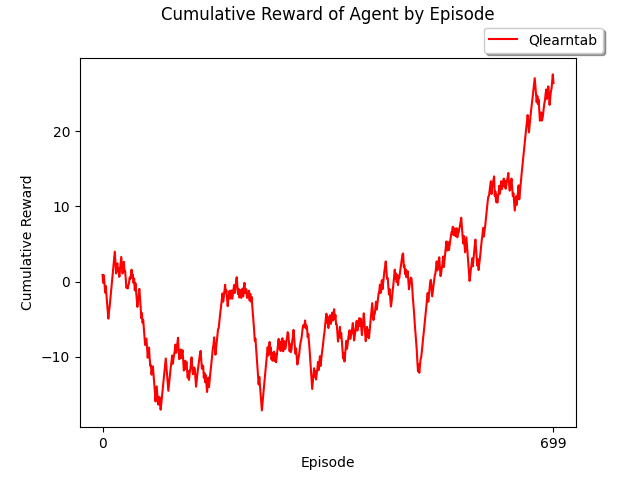 Cumulative Reward of Agent by Episode
Qlearntab
20
10
0
−10
Cumulative Reward
0 699
Episode